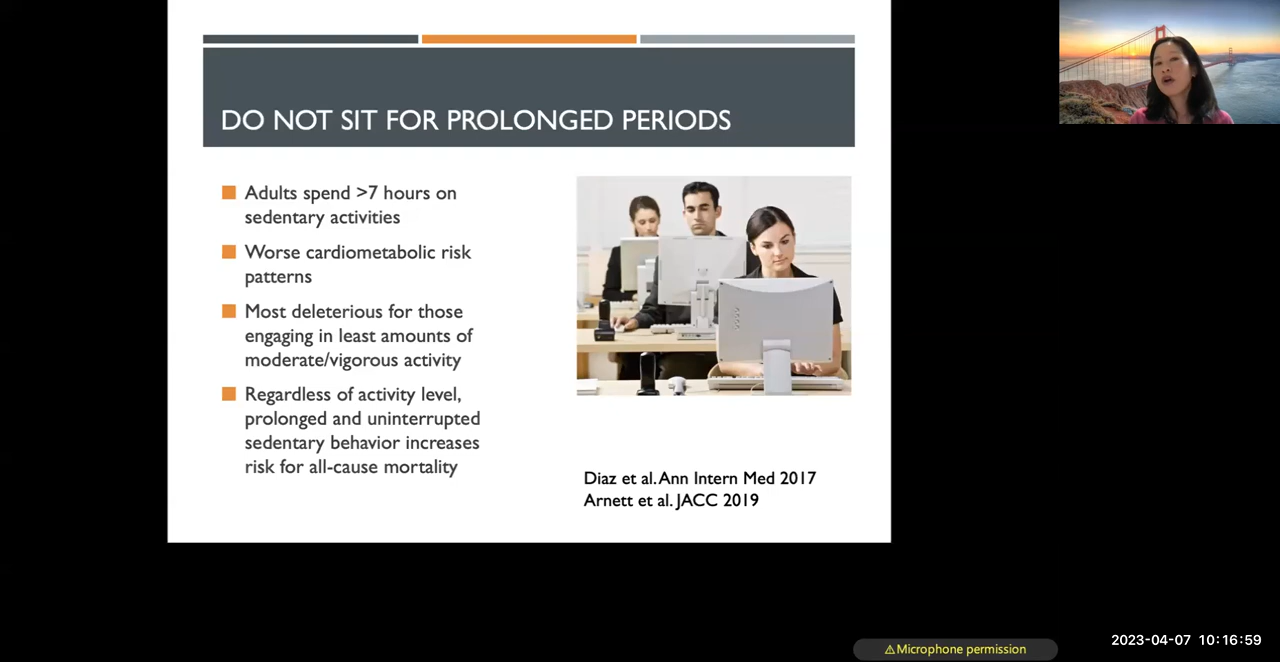 DO NOT SIT FOR PROLONGED PERIODS
Adults spend >7 hours on
sedentary activities
Worse cardiometabolic risk
patterns
Most deleterious for those
engaging in least amounts of
moderate/vigorous activity
Regardless of activity level,
prolonged and uninterrupted
sedentary behavior increases
risk for all-cause mortality
Diaz et al. Ann Intern Med 2017
Arnett et al. JACC 2019
⚠Microphone permission
2023-04-07 10:16:59